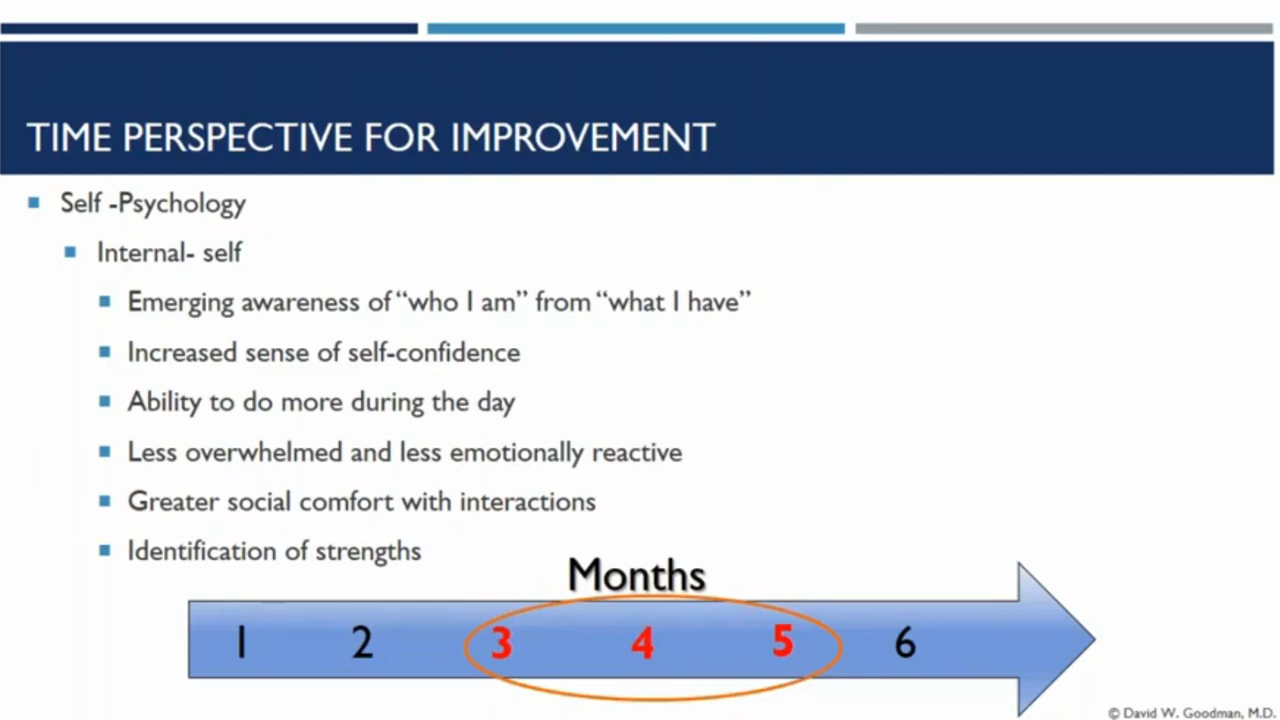 TIME PERSPECTIVE FOR IMPROVEMENT
Self -Psychology
Internal- self
Emerging awareness of “who I am” from “what I have”
Increased sense of self-confidence
Ability to do more during the day
Less overwhelmed and less emotionally reactive
Greater social comfort with interactions
Identification of strengths
Months
1 2 3 4 5 6
© David W. Goodman, M.D.